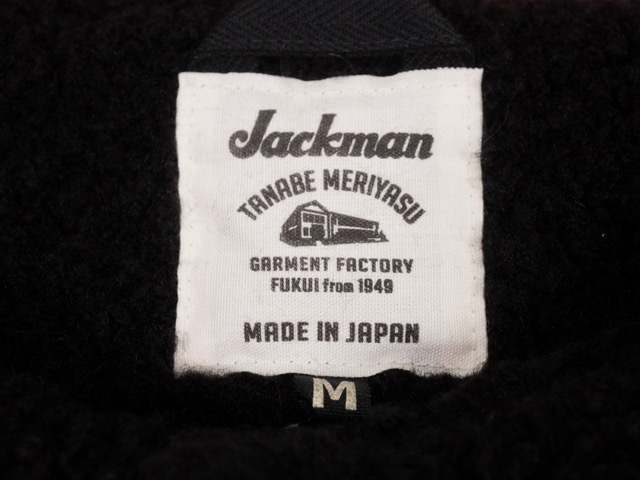 Jackman
TANABE MERIYASU
GARMENT FACTORY
FUKUI from 1949
MADE IN JAPAN
M